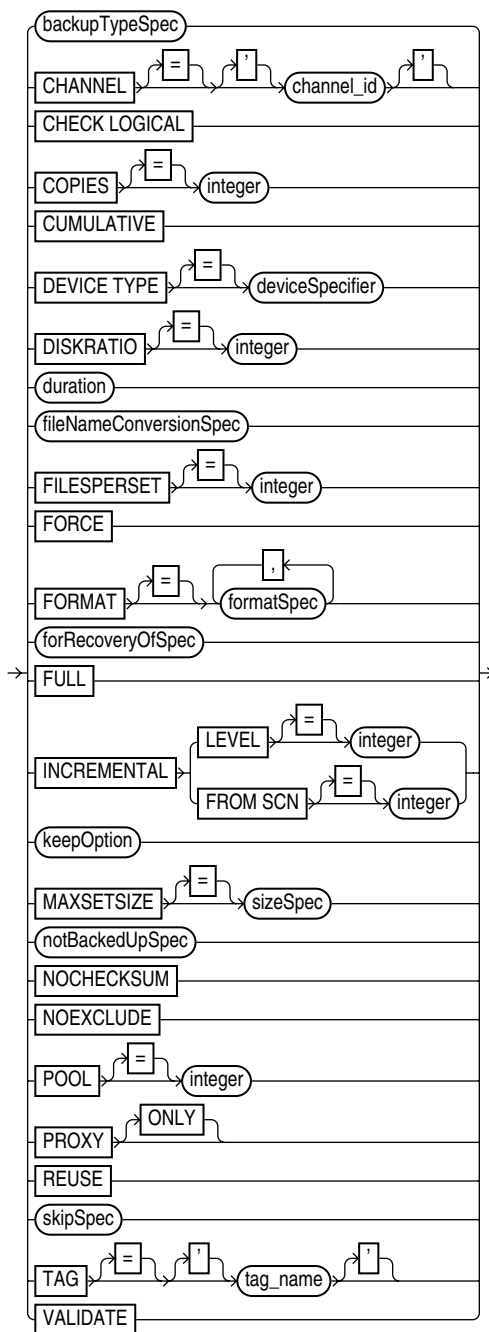 backupTypeSpec
CHANNEL = ' channel_id '
CHECK LOGICAL
COPIES = integer
CUMULATIVE
DEVICE TYPE = deviceSpecifier
DISKRATIO = integer
duration
fileNameConversionSpec
FILESPERSET = integer
FORCE
,
FORMAT = formatSpec
forRecoveryOfSpec
FULL
LEVEL = integer
INCREMENTAL
FROM SCN = integer
keepOption
MAXSETSIZE = sizeSpec
notBackedUpSpec
NOCHECKSUM
NOEXCLUDE
POOL = integer
PROXY ONLY
REUSE
skipSpec
TAG = ' tag_name '
VALIDATE